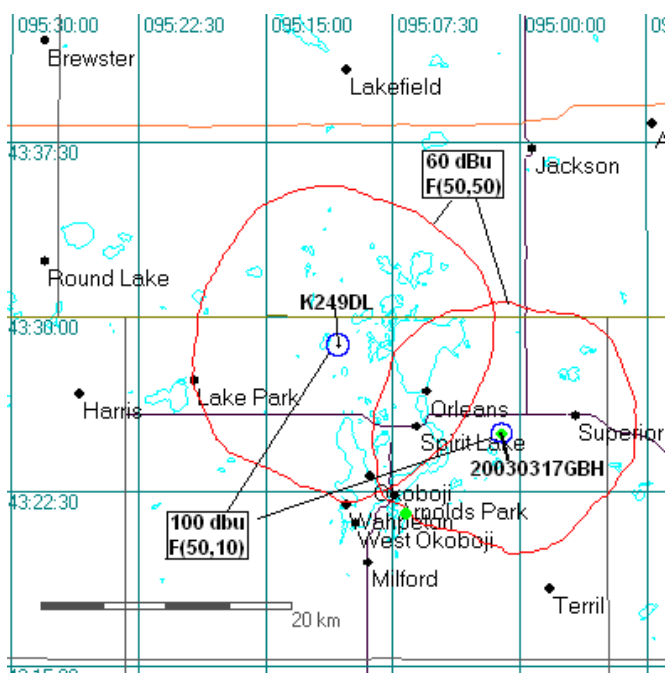 095:30:00 095:22:30 095:15:00 095:07:30 095:00:00
Brewster
Lakefield
43:37:30
60 dBu
F(50,50)
Jackson
Round Lake
K249DL
43:30:00
Lake Park
Harris
Orleans
Superior
Spirit Lake
20030317GBH
43:22:30
Okoboji
100 dbu
F(50,10)
Arnolds Park
Wahpeton
West Okoboji
Milford
Terril
20 km